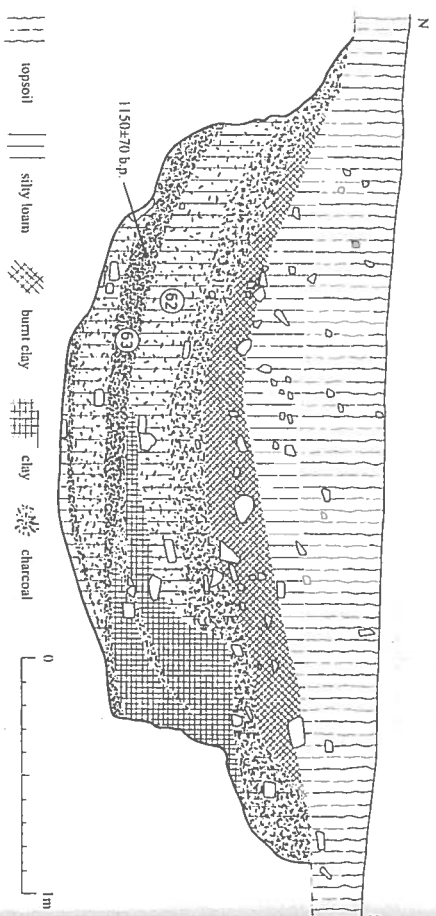 N
1150±70 b.p.
62
63
topsoil
silty loam
burnt clay
clay
charcoal
0
1m